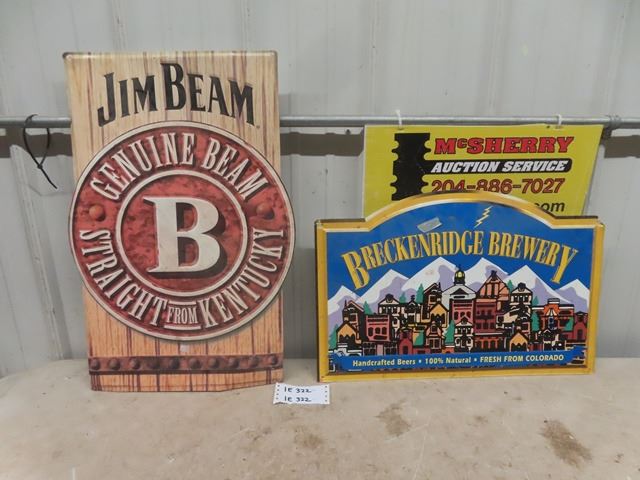 JIM BEAM
GENUINE BEAM
B
STRAIGHT FROM KENTUCKY
McSHERRY
AUCTION SERVICE
204-886-7027
.com
BRECKENRIDGE BREWERY
Handcrafted Beers • 100% Natural • FRESH FROM COLORADO
1E 322
1E 322